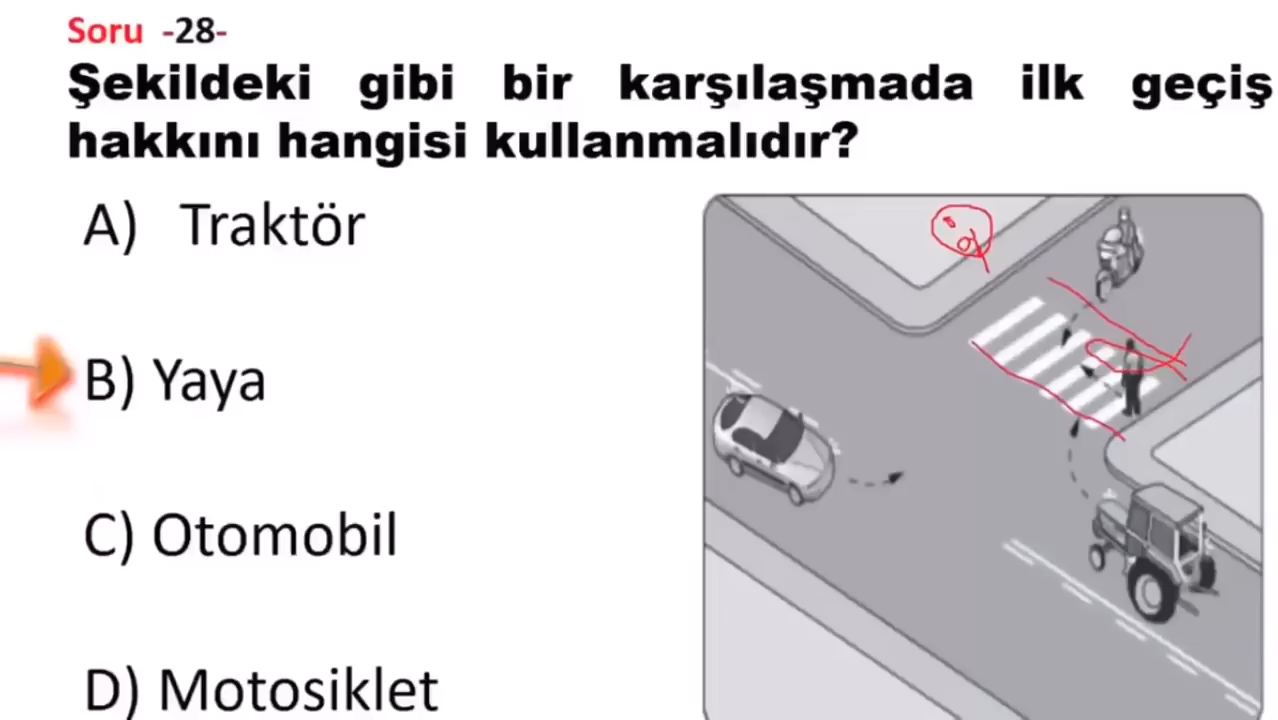 Soru -28-
Şekildeki gibi bir karşılaşmada ilk geçiş
hakkını hangisi kullanmalıdır?
A) Traktör
B) Yaya
C) Otomobil
D) Motosiklet